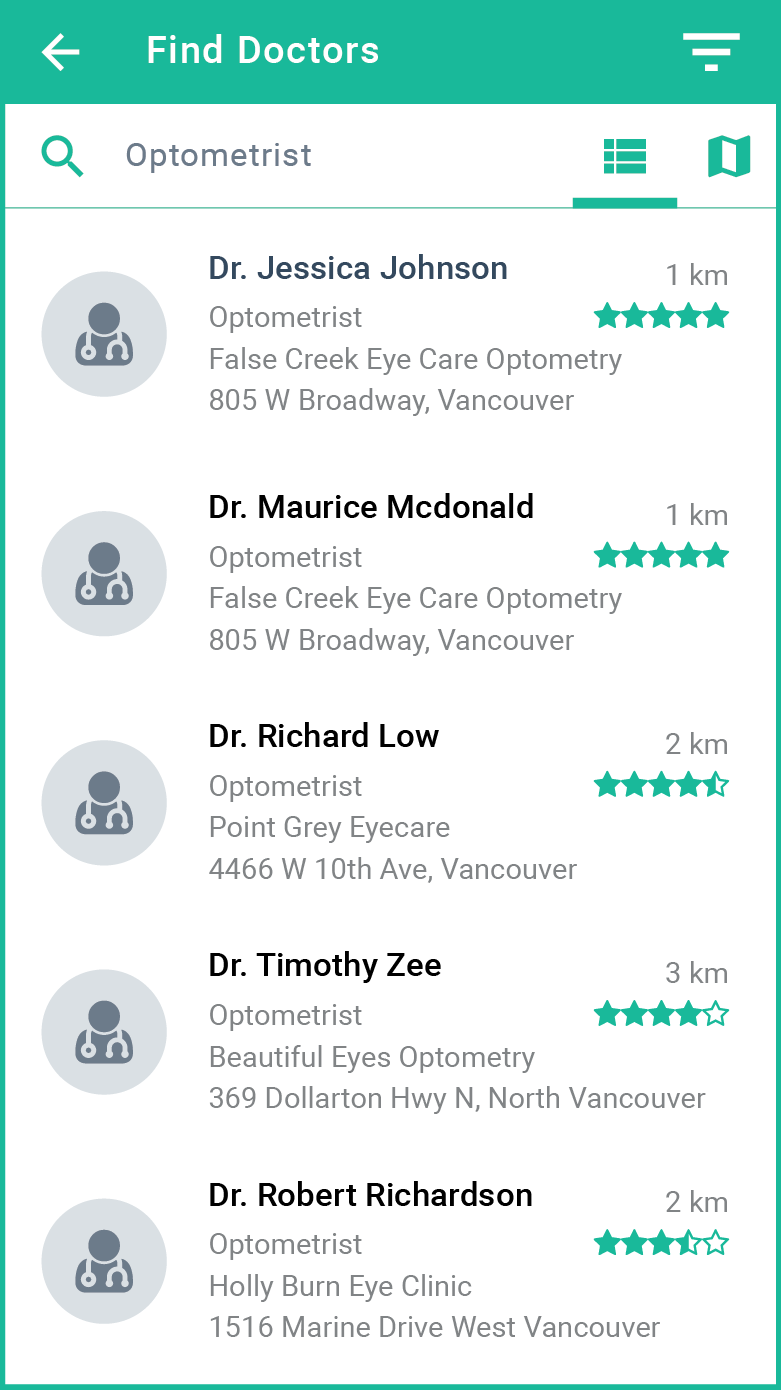 Find Doctors
Optometrist
Dr. Jessica Johnson
1 km
Optometrist
False Creek Eye Care Optometry
805 W Broadway, Vancouver
Dr. Maurice Mcdonald
1 km
Optometrist
False Creek Eye Care Optometry
805 W Broadway, Vancouver
Dr. Richard Low
2 km
Optometrist
Point Grey Eyecare
4466 W 10th Ave, Vancouver
Dr. Timothy Zee
3 km
Optometrist
Beautiful Eyes Optometry
369 Dollarton Hwy N, North Vancouver
Dr. Robert Richardson
2 km
Optometrist
Holly Burn Eye Clinic
1516 Marine Drive West Vancouver